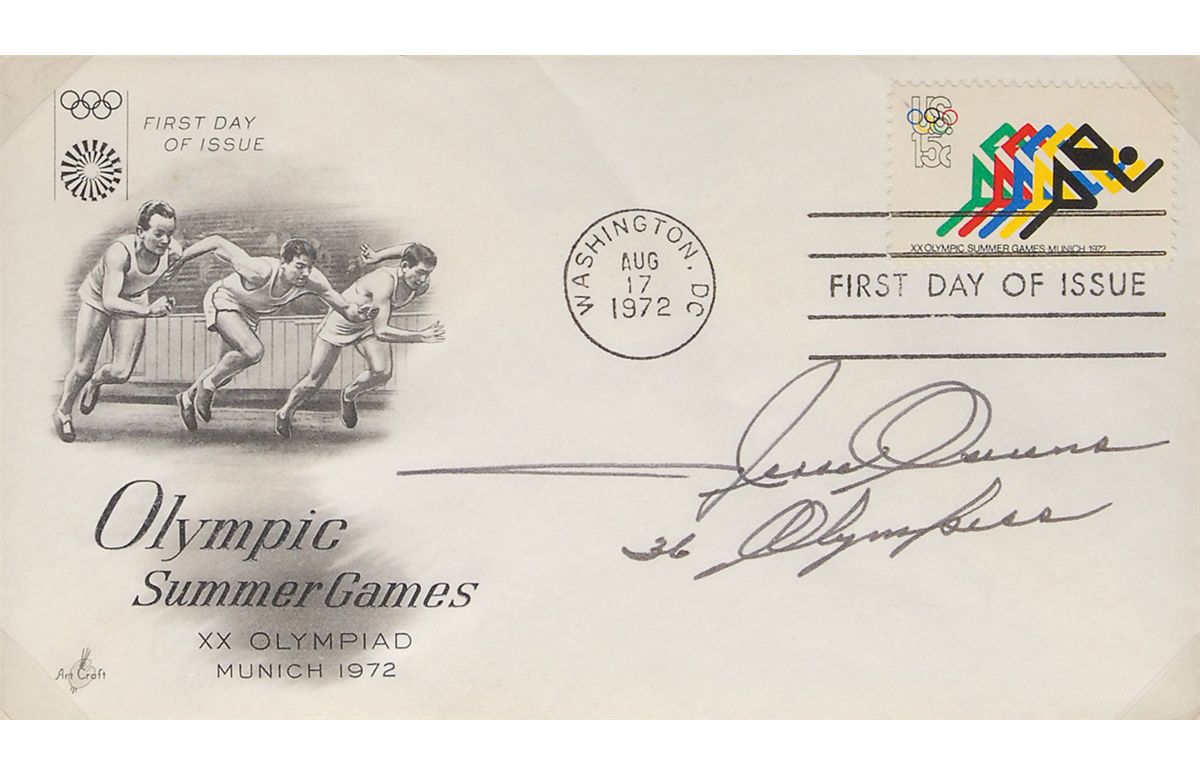 FIRST DAY
OF ISSUE
US
15c
XX OLYMPIC SUMMER GAMES MUNICH 1972
WASHINGTON, DC
AUG
17
1972
FIRST DAY OF ISSUE
Jesse Owens
36 Olympics
Olympic
Summer Games
XX OLYMPIAD
MUNICH 1972
Art Craft